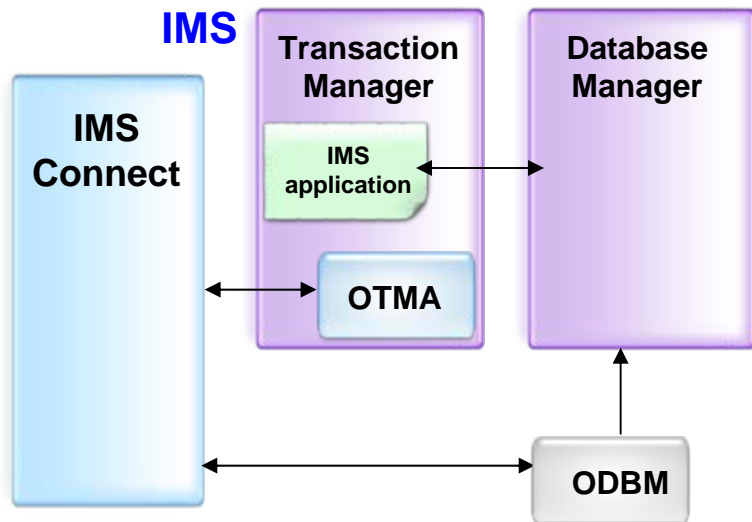 IMS
Transaction
Manager
Database
Manager
IMS
Connect
IMS
application
OTMA
ODBM